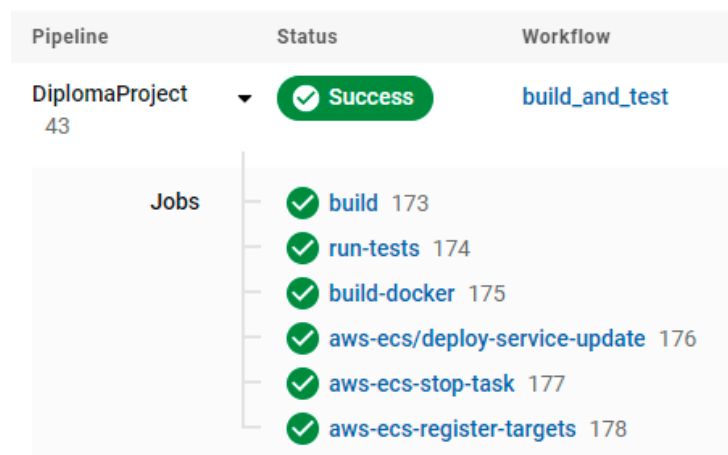 Pipeline Status Workflow
DiplomaProject Success build_and_test
43
Jobs build 173
run-tests 174
build-docker 175
aws-ecs/deploy-service-update 176
aws-ecs-stop-task 177
aws-ecs-register-targets 178